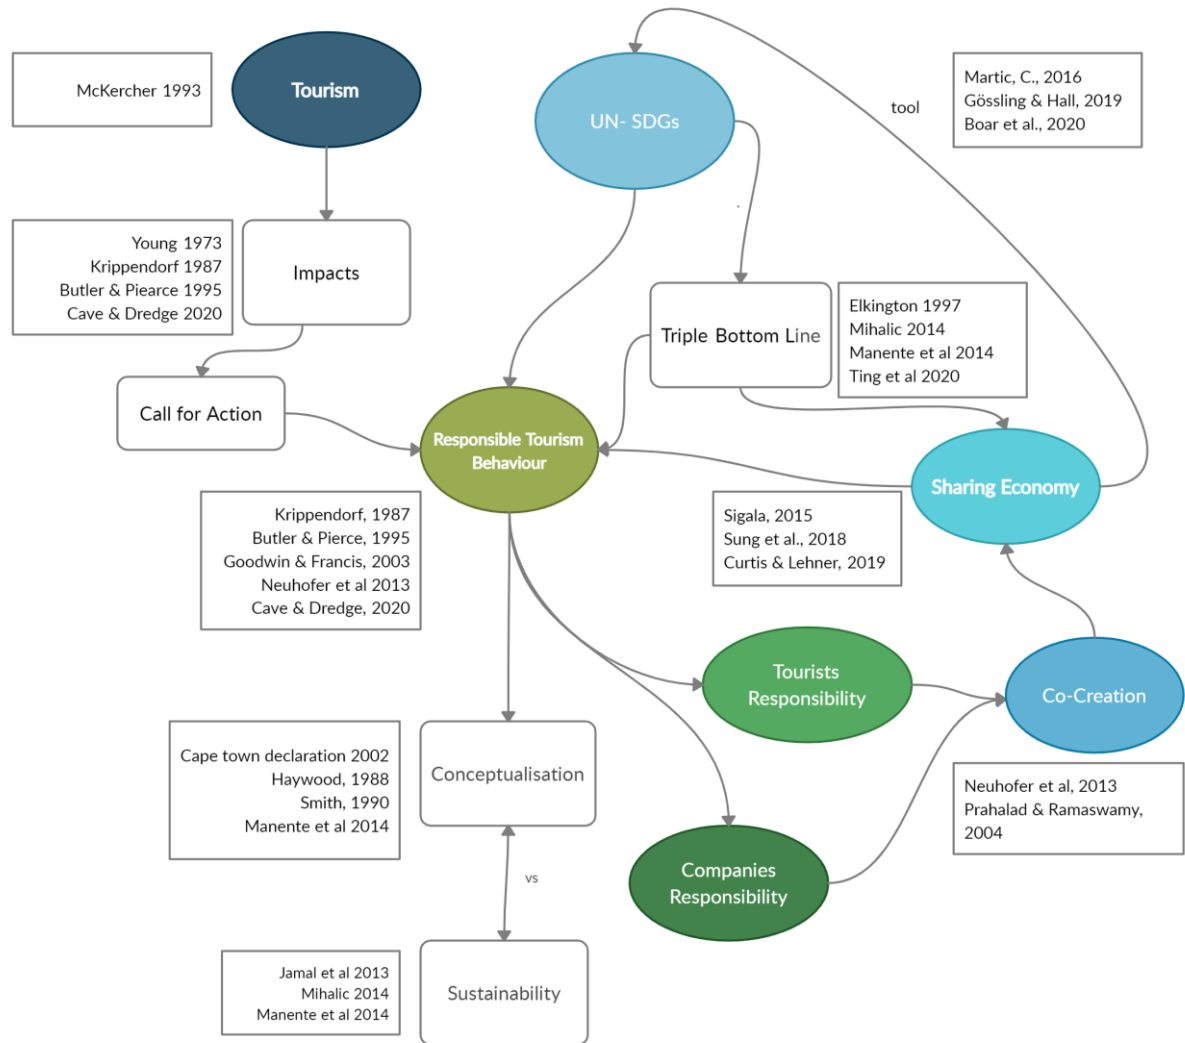 McKercher 1993
Tourism
UN- SDGs
tool
Martic, C., 2016
Gössling & Hall, 2019
Boar et al., 2020
Young 1973
Krippendorf 1987
Butler & Piearce 1995
Cave & Dredge 2020
Impacts
Triple Bottom Line
Elkington 1997
Mihalic 2014
Manente et al 2014
Ting et al 2020
Call for Action
Responsible Tourism
Behaviour
Sharing Economy
Krippendorf, 1987
Butler & Pierce, 1995
Goodwin & Francis, 2003
Neuhofer et al 2013
Cave & Dredge, 2020
Sigala, 2015
Sung et al., 2018
Curtis & Lehner, 2019
Tourists
Responsibility
Co-Creation
Cape town declaration 2002
Haywood, 1988
Smith, 1990
Manente et al 2014
Conceptualisation
Neuhofer et al, 2013
Prahalad & Ramaswamy,
2004
Companies
Responsibility
vs
Jamal et al 2013
Mihalic 2014
Manente et al 2014
Sustainability